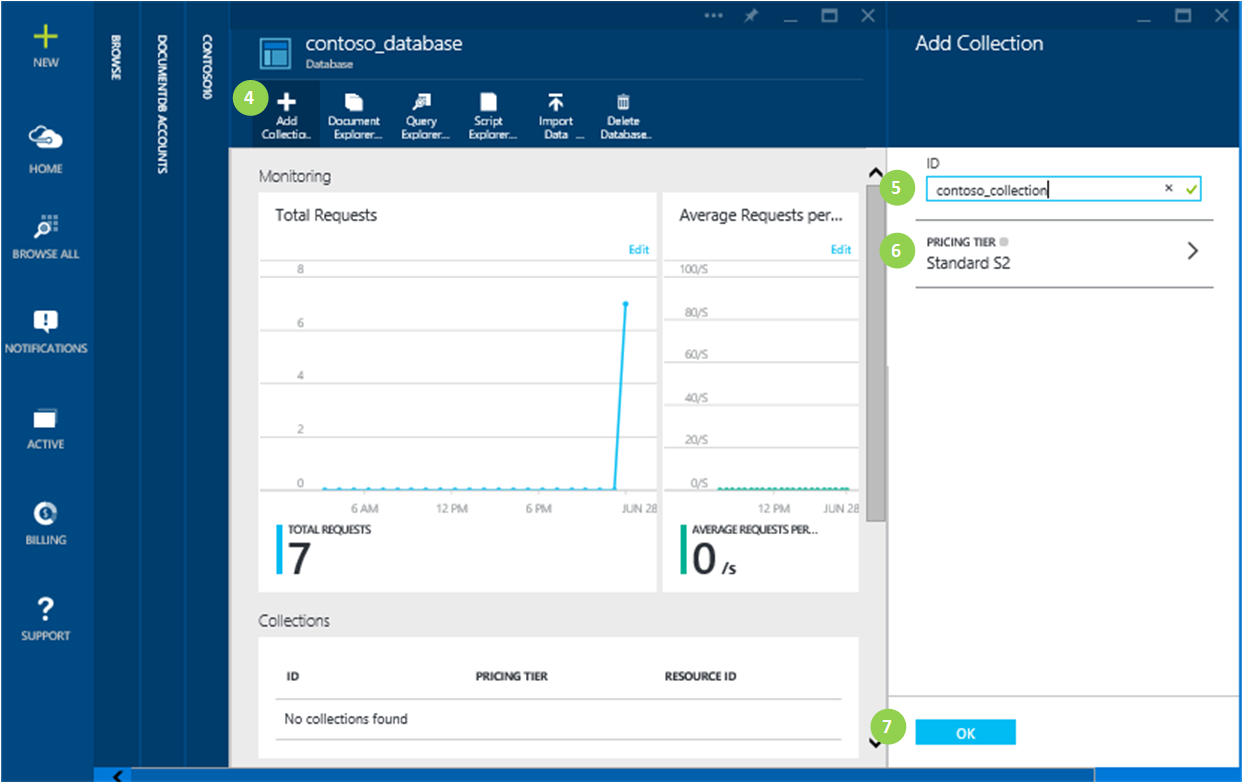 NEW
HOME
BROWSE ALL
NOTIFICATIONS
ACTIVE
BILLING
SUPPORT
BROWSE
DOCUMENTDB ACCOUNTS
CONTOSO10
contoso_database
Database
4
Add
Collectio..
Document
Explorer...
Query
Explorer...
Script
Explorer...
Import
Data ...
Delete
Database..
Monitoring
Total Requests
Edit
8
6
4
2
0
6 AM 12 PM 6 PM JUN 28
TOTAL REQUESTS
7
Average Requests per...
Edit
100/S
80/S
60/S
40/S
20/S
0/S
12 PM JUN 28
AVERAGE REQUESTS PER...
0 /s
Collections
ID PRICING TIER RESOURCE ID
No collections found
Add Collection
ID
5
contoso_collection
6
PRICING TIER
Standard S2
7
OK